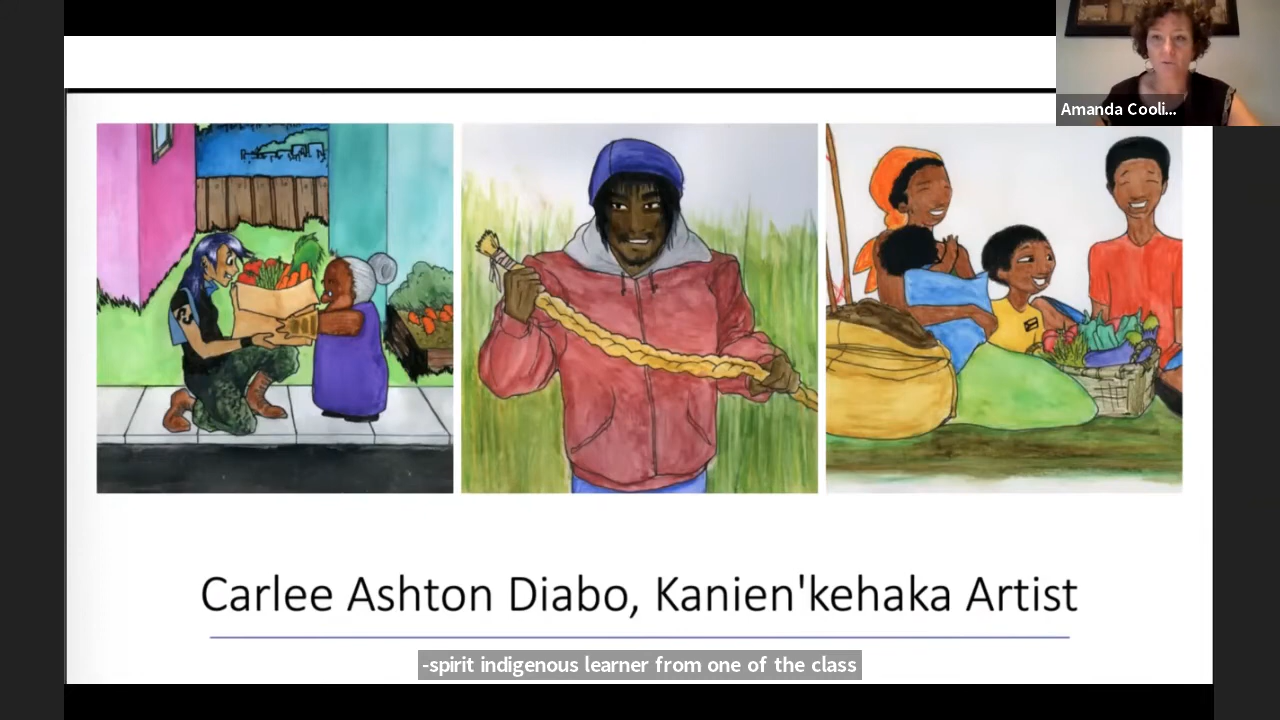 Amanda Cooli...
Carlee Ashton Diabo, Kanien'kehaka Artist
-spirit indigenous learner from one of the class